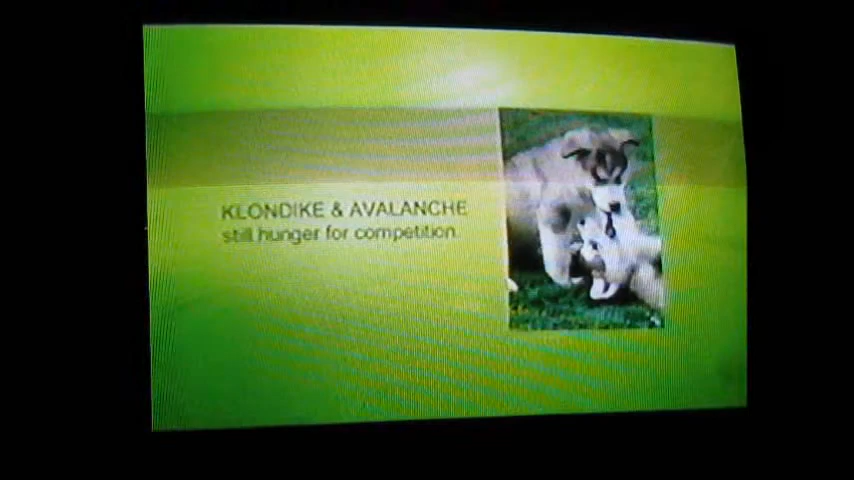 KLONDIKE & AVALANCHE
still hunger for competition.